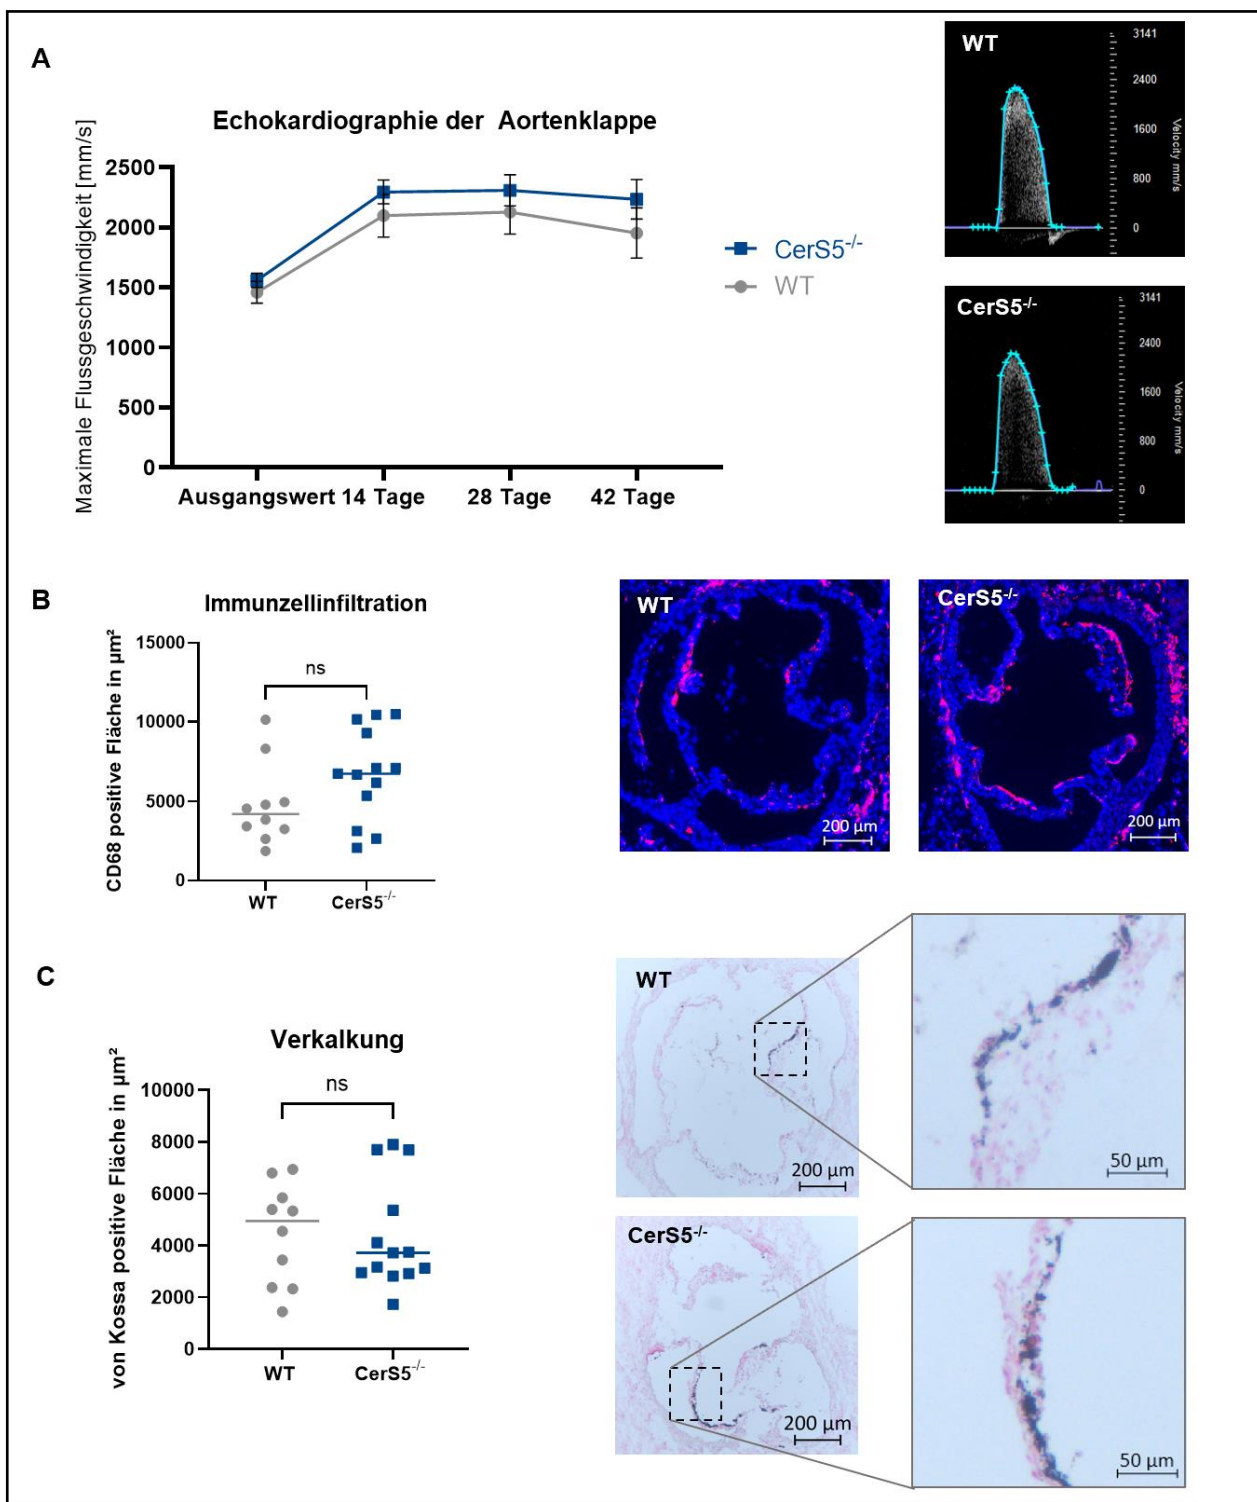 A
Echokardiographie der Aortenklappe
Maximale Flussgeschwindigkeit [mm/s]
2500
2000
1500
1000
500
0
Ausgangswert 14 Tage 28 Tage 42 Tage
CerS5-/-
WT
WT
3141
2400
1600
800
0
Velocity mm/s
CerS5-/-
3141
2400
1600
800
0
Velocity mm/s
B
Immunzellinfiltration
CD68 positive Fläche in µm²
15000
10000
5000
0
ns
WT CerS5-/-
WT
200 µm
CerS5-/-
200 µm
C
Verkalkung
von Kossa positive Fläche in µm²
10000
8000
6000
4000
2000
0
ns
WT CerS5-/-
WT
200 µm
50 µm
CerS5-/-
200 µm
50 µm